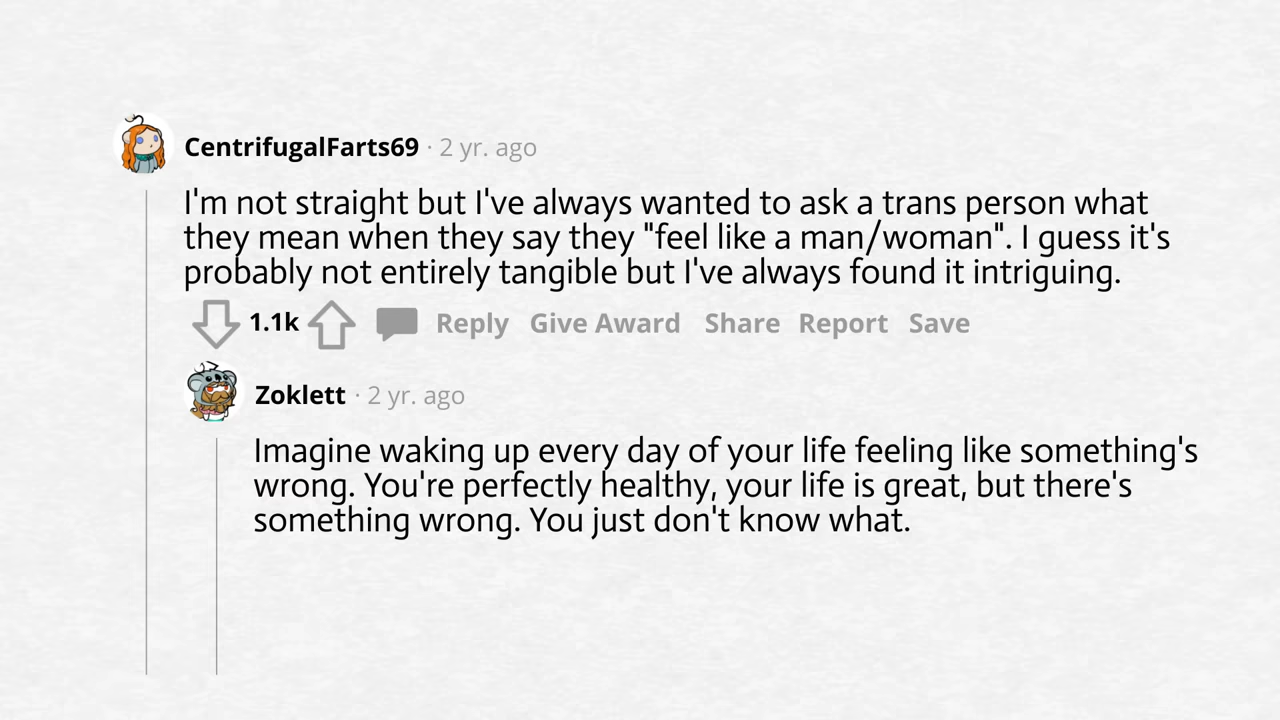 CentrifugalFarts69 · 2 yr. ago
I'm not straight but I've always wanted to ask a trans person what
they mean when they say they "feel like a man/woman". I guess it's
probably not entirely tangible but I've always found it intriguing.
1.1k Reply Give Award Share Report Save
Zoklett · 2 yr. ago
Imagine waking up every day of your life feeling like something's
wrong. You're perfectly healthy, your life is great, but there's
something wrong. You just don't know what.